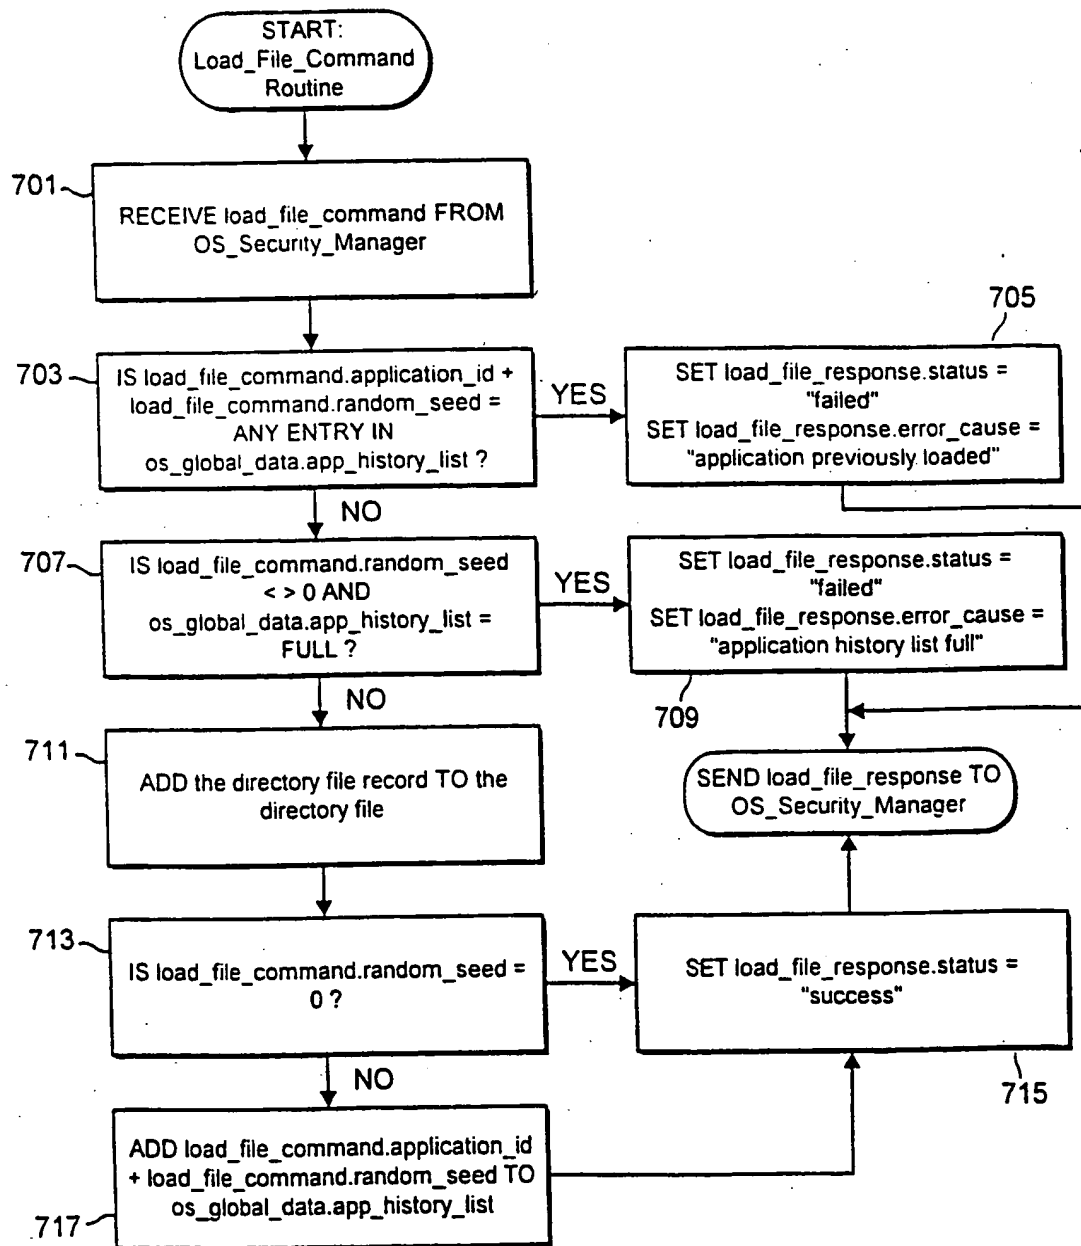 START:
Load_File_Command
Routine
701
RECEIVE load_file_command FROM
OS_Security_Manager
703
IS load_file_command.application_id +
load_file_command.random_seed =
ANY ENTRY IN
os_global_data.app_history_list ?
YES
705
SET load_file_response.status =
"failed"
SET load_file_response.error_cause =
"application previously loaded"
NO
707
IS load_file_command.random_seed
< > 0 AND
os_global_data.app_history_list =
FULL ?
YES
SET load_file_response.status =
"failed"
SET load_file_response.error_cause =
"application history list full"
709
NO
711
ADD the directory file record TO the
directory file
SEND load_file_response TO
OS_Security_Manager
713
IS load_file_command.random_seed =
0 ?
YES
SET load_file_response.status =
"success"
715
NO
ADD load_file_command.application_id
+ load_file_command.random_seed TO
os_global_data.app_history_list
717